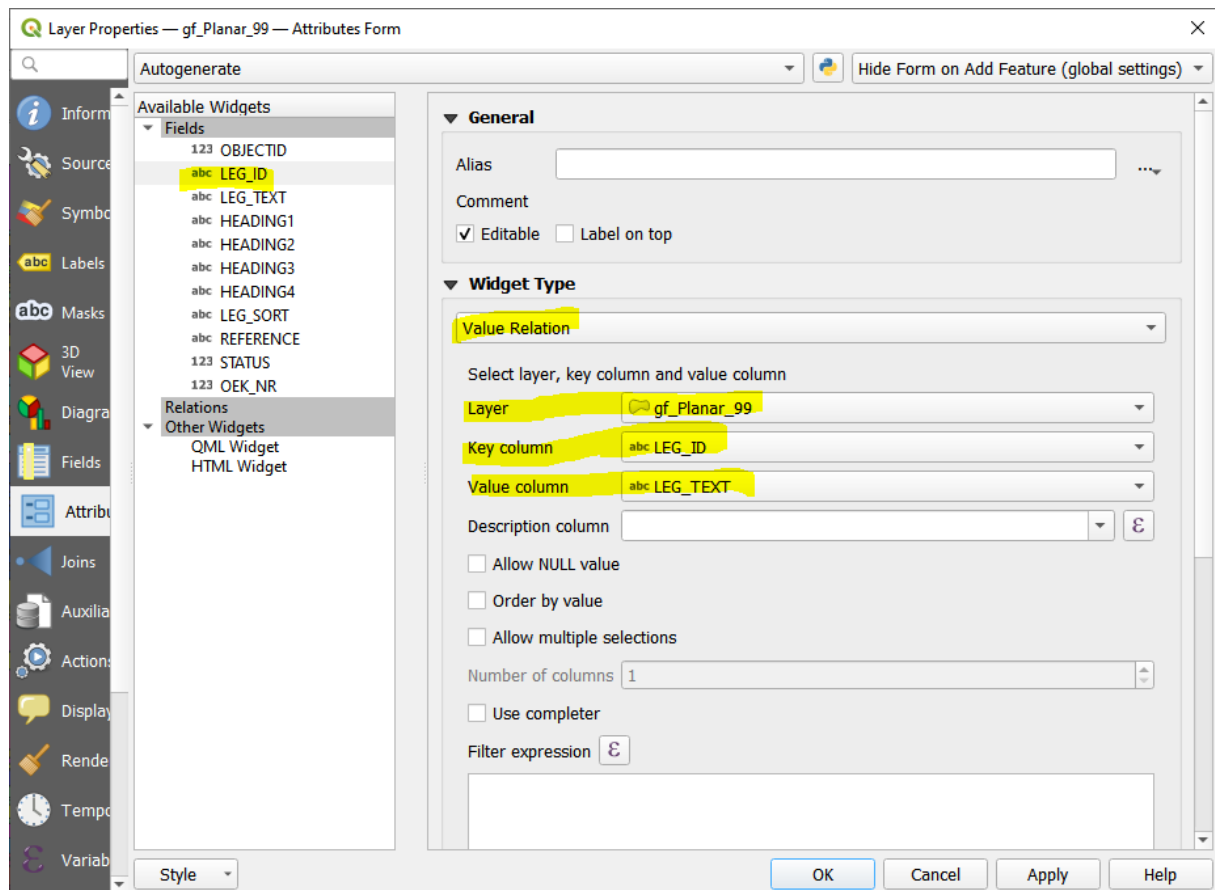 Layer Properties — gf_Planar_99 — Attributes Form
Autogenerate
Hide Form on Add Feature (global settings)
Inform
Source
Symbo
abc Labels
abc Masks
3D
View
Diagra
Fields
Attribu
Joins
Auxilia
Actions
Display
Rende
Tempo
Variab
Available Widgets
Fields
123 OBJECTID
abc LEG_ID
abc LEG_TEXT
abc HEADING1
abc HEADING2
abc HEADING3
abc HEADING4
abc LEG_SORT
abc REFERENCE
123 STATUS
123 OEK_NR
Relations
Other Widgets
QML Widget
HTML Widget
General
Alias
...
Comment
Editable Label on top
Widget Type
Value Relation
Select layer, key column and value column
Layer gf_Planar_99
Key column abc LEG_ID
Value column abc LEG_TEXT
Description column ε
Allow NULL value
Order by value
Allow multiple selections
Number of columns 1
Use completer
Filter expression ε
Style OK Cancel Apply Help